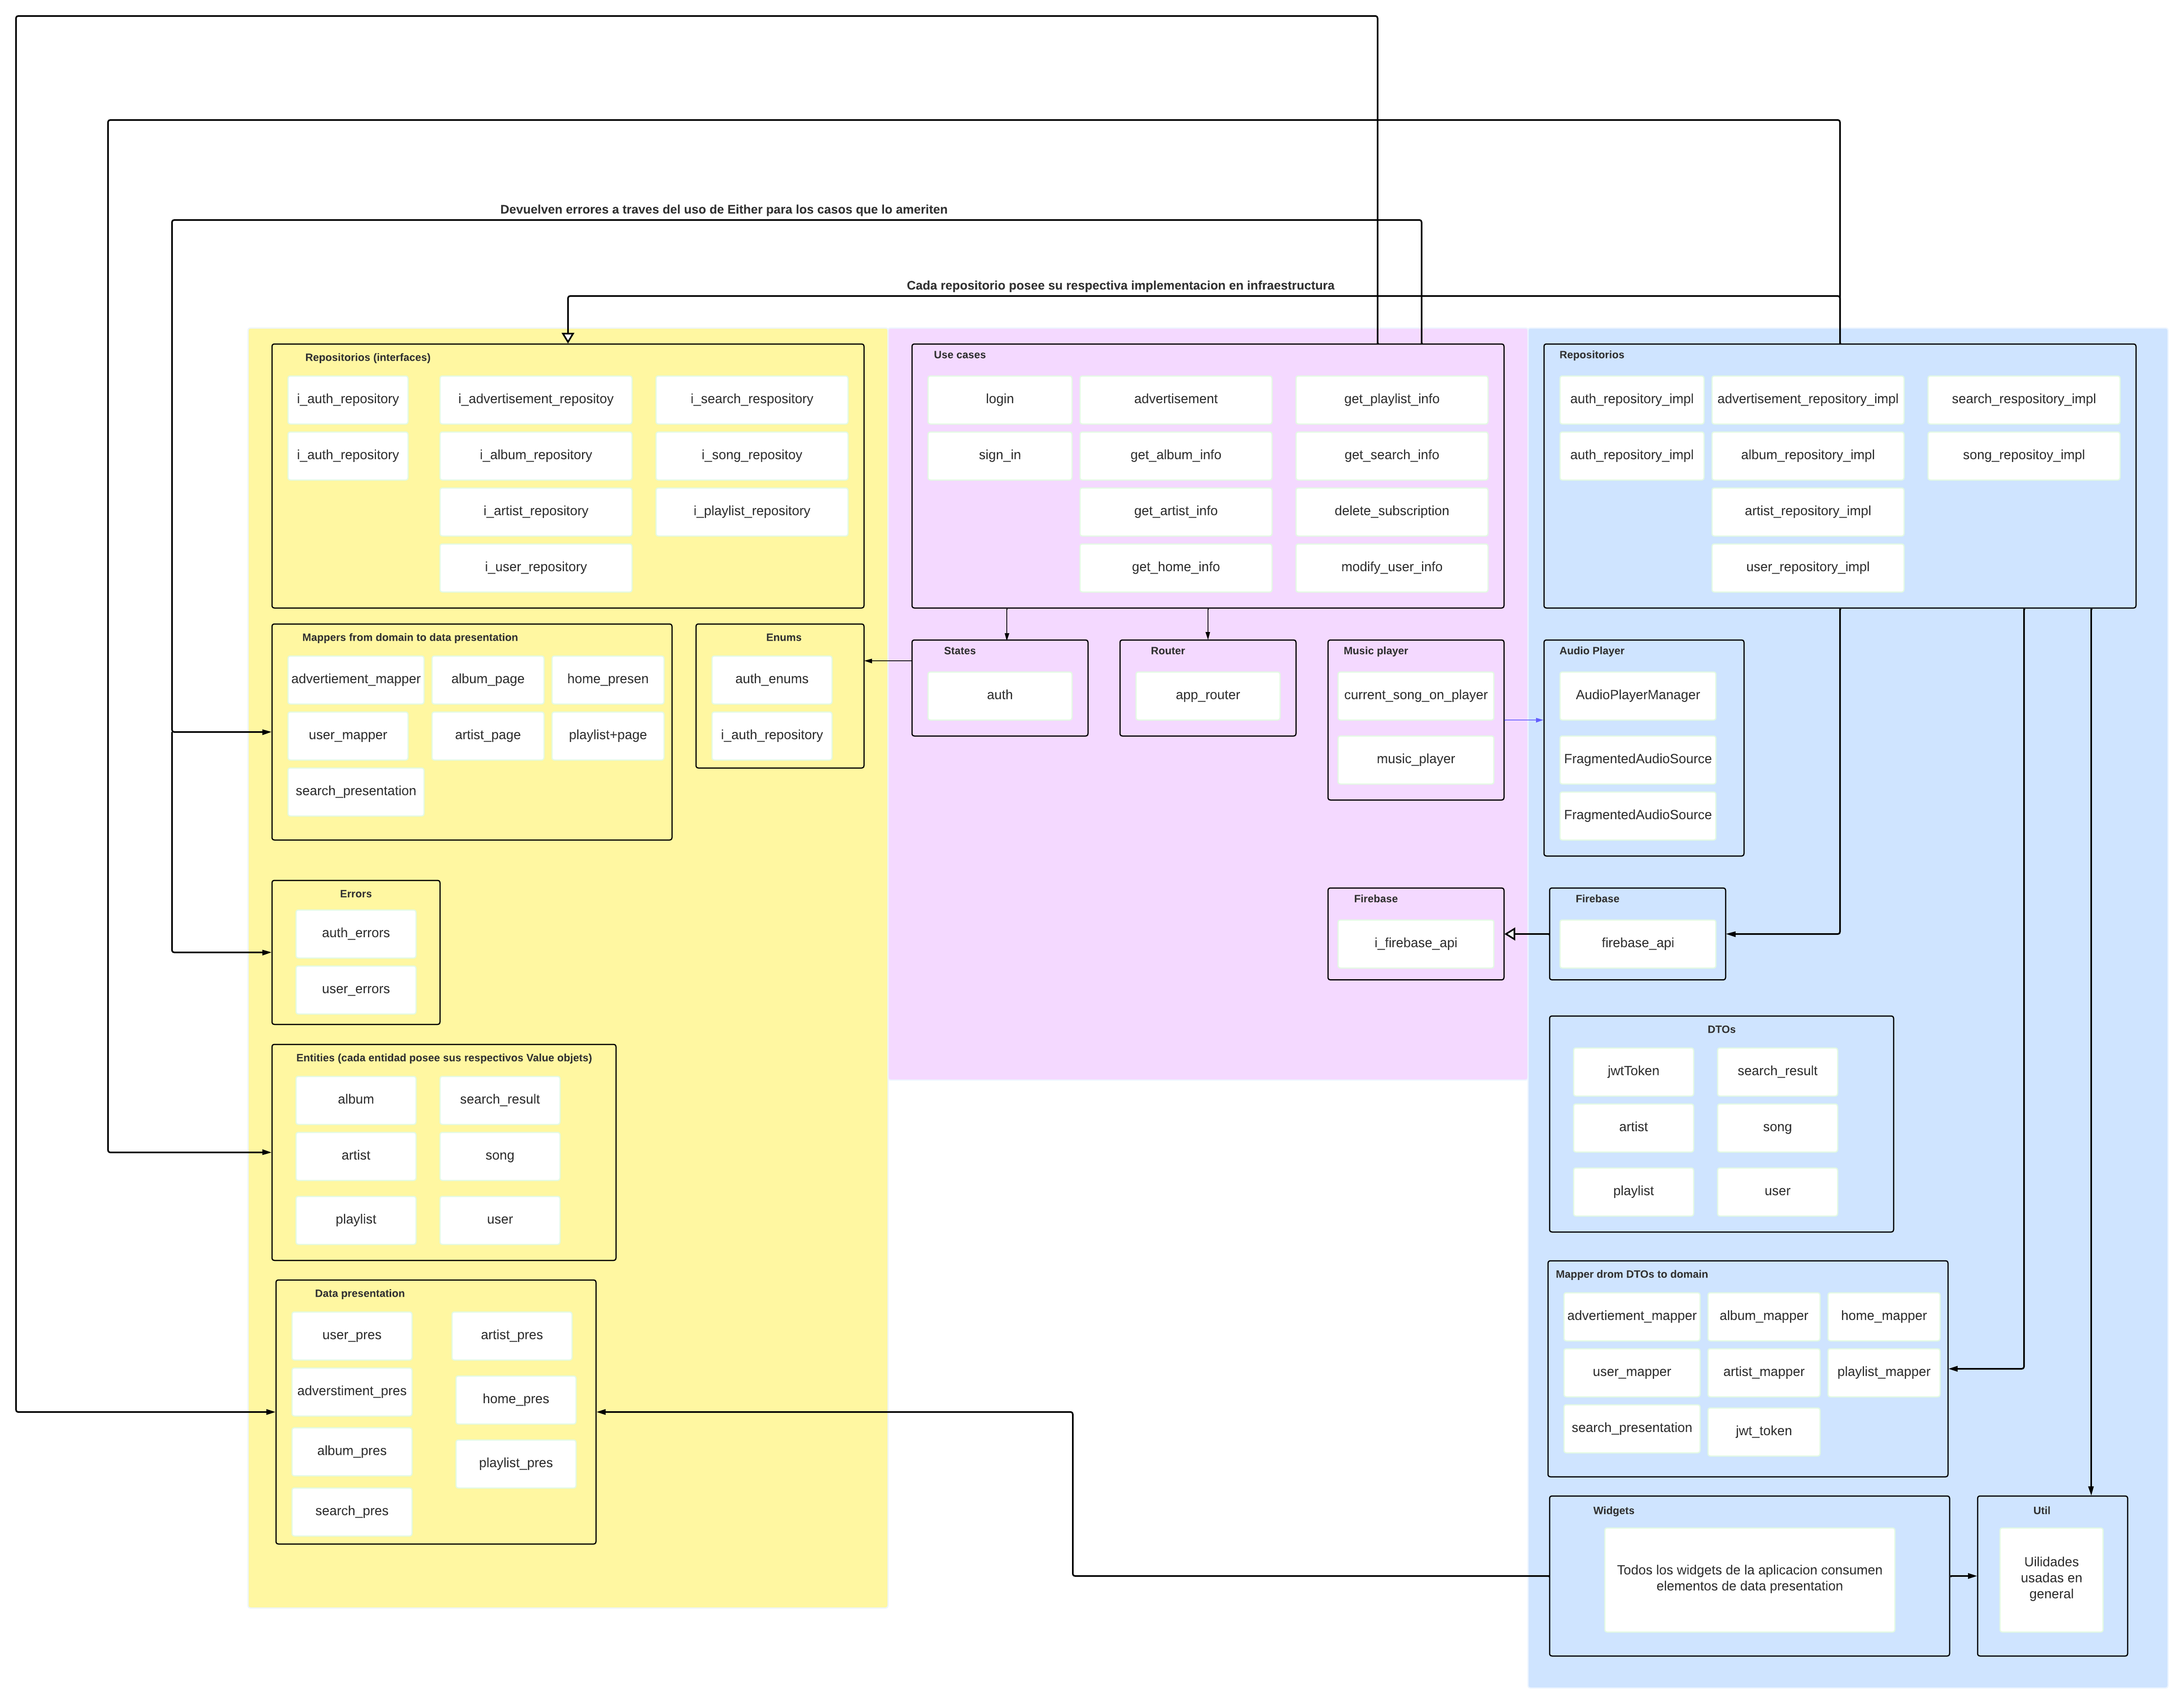 Devuelven errores a traves del uso de Either para los casos que lo ameriten
Cada repositorio posee su respectiva implementacion en infraestructura
Repositorios (interfaces)
i_auth_repository
i_advertisement_repositoy
i_search_respository
i_auth_repository
i_album_repository
i_song_repositoy
i_artist_repository
i_playlist_repository
i_user_repository
Mappers from domain to data presentation
advertiement_mapper
album_page
home_presen
user_mapper
artist_page
playlist+page
search_presentation
Enums
auth_enums
i_auth_repository
Errors
auth_errors
user_errors
Entities (cada entidad posee sus respectivos Value objets)
album
search_result
artist
song
playlist
user
Data presentation
user_pres
artist_pres
adverstiment_pres
home_pres
album_pres
playlist_pres
search_pres
Use cases
login
advertisement
get_playlist_info
sign_in
get_album_info
get_search_info
get_artist_info
delete_subscription
get_home_info
modify_user_info
States
auth
Router
app_router
Music player
current_song_on_player
music_player
Firebase
i_firebase_api
Repositorios
auth_repository_impl
advertisement_repository_impl
search_respository_impl
auth_repository_impl
album_repository_impl
song_repositoy_impl
artist_repository_impl
user_repository_impl
Audio Player
AudioPlayerManager
FragmentedAudioSource
FragmentedAudioSource
Firebase
firebase_api
DTOs
jwtToken
search_result
artist
song
playlist
user
Mapper drom DTOs to domain
advertiement_mapper
album_mapper
home_mapper
user_mapper
artist_mapper
playlist_mapper
search_presentation
jwt_token
Widgets
Todos los widgets de la aplicacion consumen
elementos de data presentation
Util
Uilidades
usadas en
general